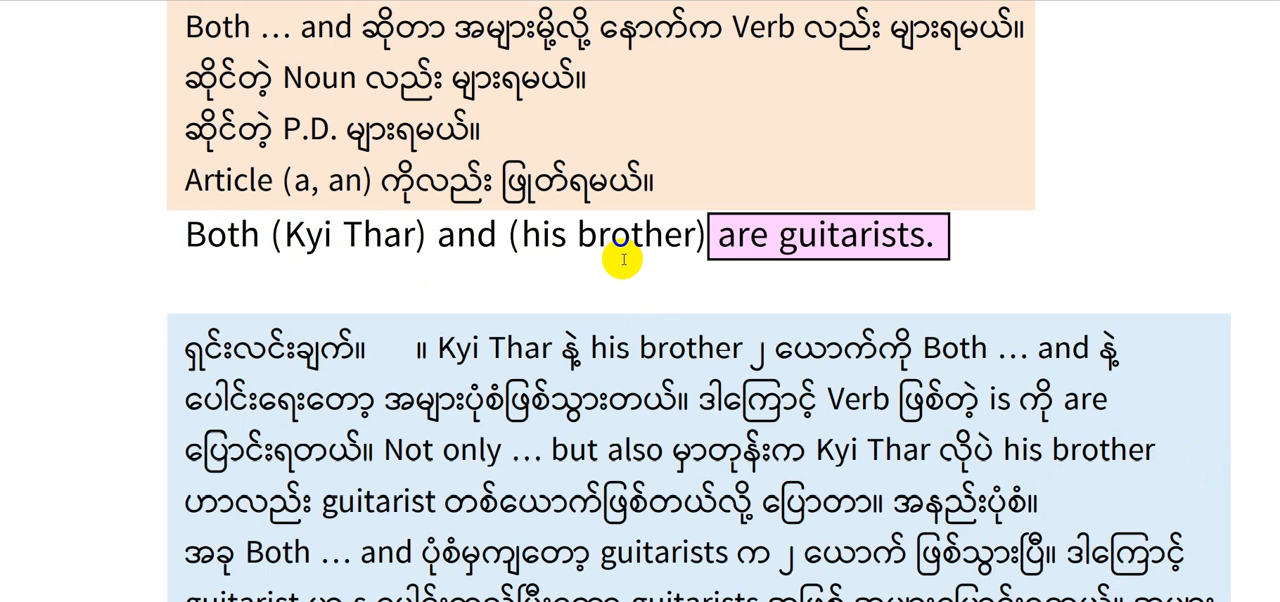 Both … and ဆိုတာ အများမို့လို့ နောက်က Verb လည်း များရမယ်။
ဆိုင်တဲ့ Noun လည်း များရမယ်။
ဆိုင်တဲ့ P.D. များရမယ်။
Article (a, an) ကိုလည်း ဖြုတ်ရမယ်။
Both (Kyi Thar) and (his brother) are guitarists.
ရှင်းလင်းချက်။ ။ Kyi Thar နဲ့ his brother ၂ ယောက်ကို Both … and နဲ့
ပေါင်းရေးတော့ အများပုံစံဖြစ်သွားတယ်။ ဒါကြောင့် Verb ဖြစ်တဲ့ is ကို are
ပြောင်းရတယ်။ Not only … but also မှာတုန်းက Kyi Thar လိုပဲ his brother
ဟာလည်း guitarist တစ်ယောက်ဖြစ်တယ်လို့ ပြောတာ။ အနည်းပုံစံ။
အခု Both … and ပုံစံမှကျတော့ guitarists က ၂ ယောက် ဖြစ်သွားပြီ။ ဒါကြောင့်